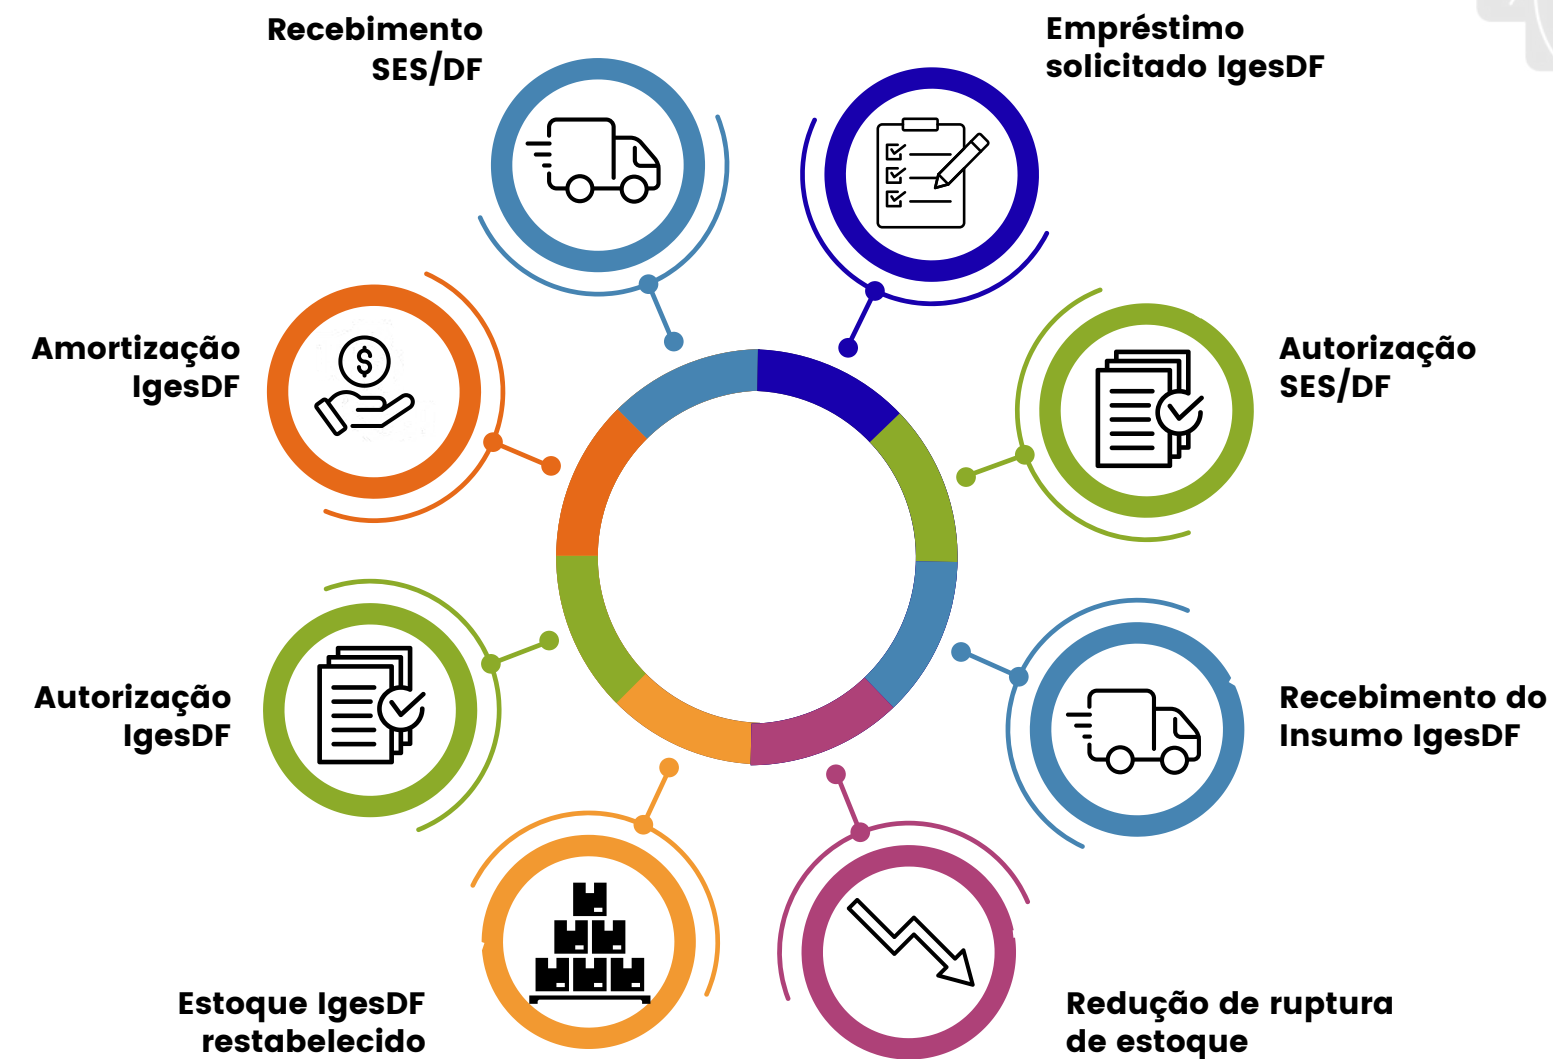 Recebimento
SES/DF
Empréstimo
solicitado IgesDF
Amortização
IgesDF
Autorização
SES/DF
Autorização
IgesDF
Recebimento do
Insumo IgesDF
Estoque IgesDF
restabelecido
Redução de ruptura
de estoque